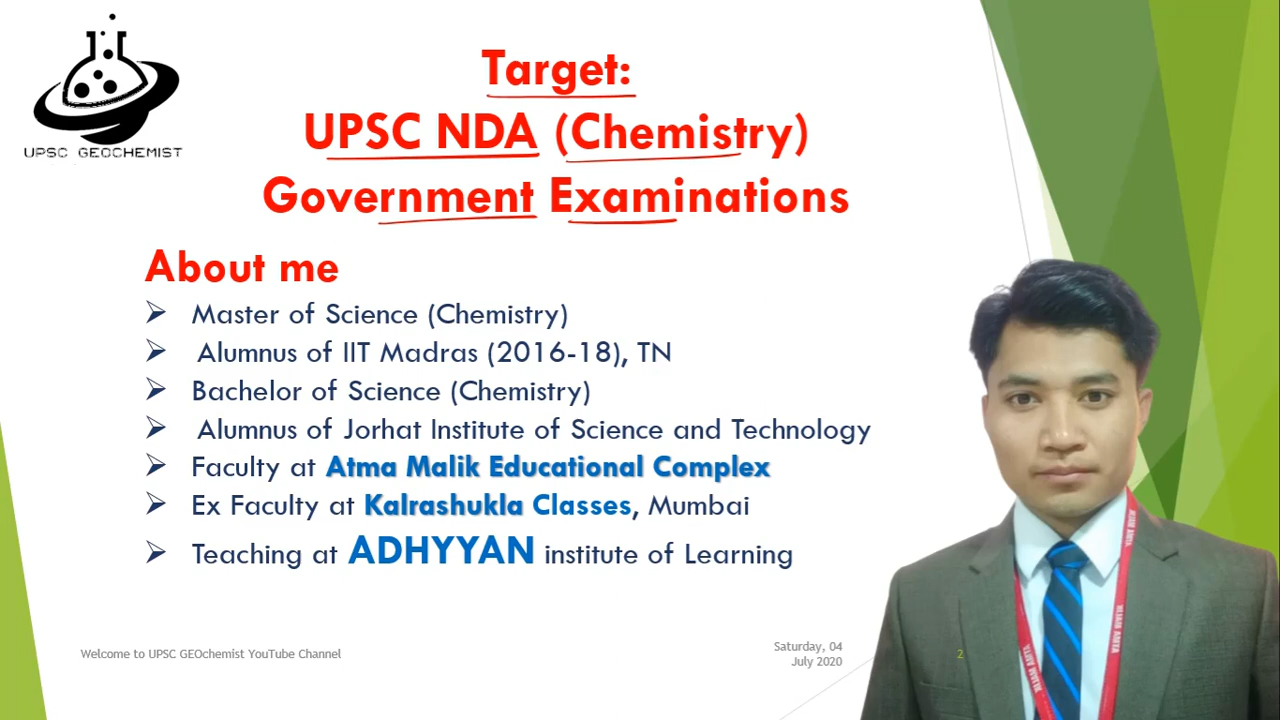 UPSC GEOCHEMIST
Target:
UPSC NDA (Chemistry)
Government Examinations
About me
Master of Science (Chemistry)
Alumnus of IIT Madras (2016-18), TN
Bachelor of Science (Chemistry)
Alumnus of Jorhat Institute of Science and Technology
Faculty at Atma Malik Educational Complex
Ex Faculty at Kalrashukla Classes, Mumbai
Teaching at ADHYYAN institute of Learning
Welcome to UPSC GEOchemist YouTube Channel
Saturday, 04
July 2020
2